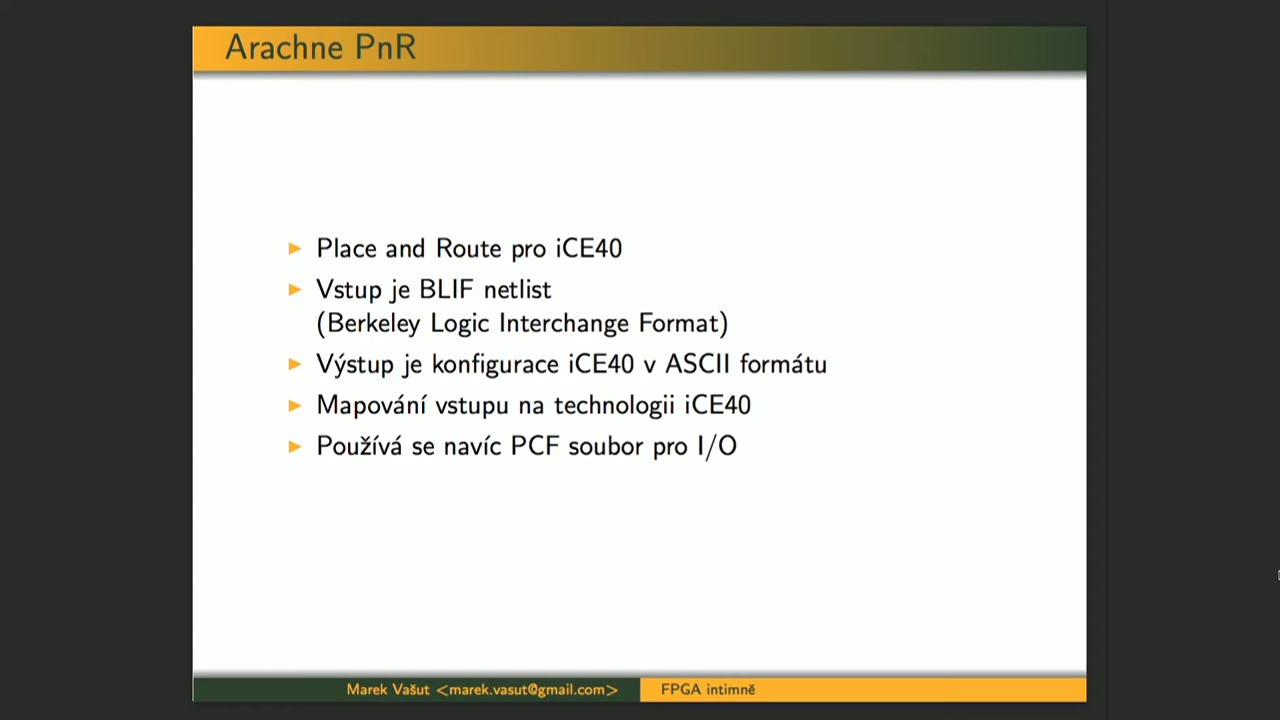 Arachne PnR
Place and Route pro iCE40
Vstup je BLIF netlist
(Berkeley Logic Interchange Format)
Výstup je konfigurace iCE40 v ASCII formátu
Mapování vstupu na technologii iCE40
Používá se navíc PCF soubor pro I/O
Marek Vašut <marek.vasut@gmail.com>
FPGA intimně